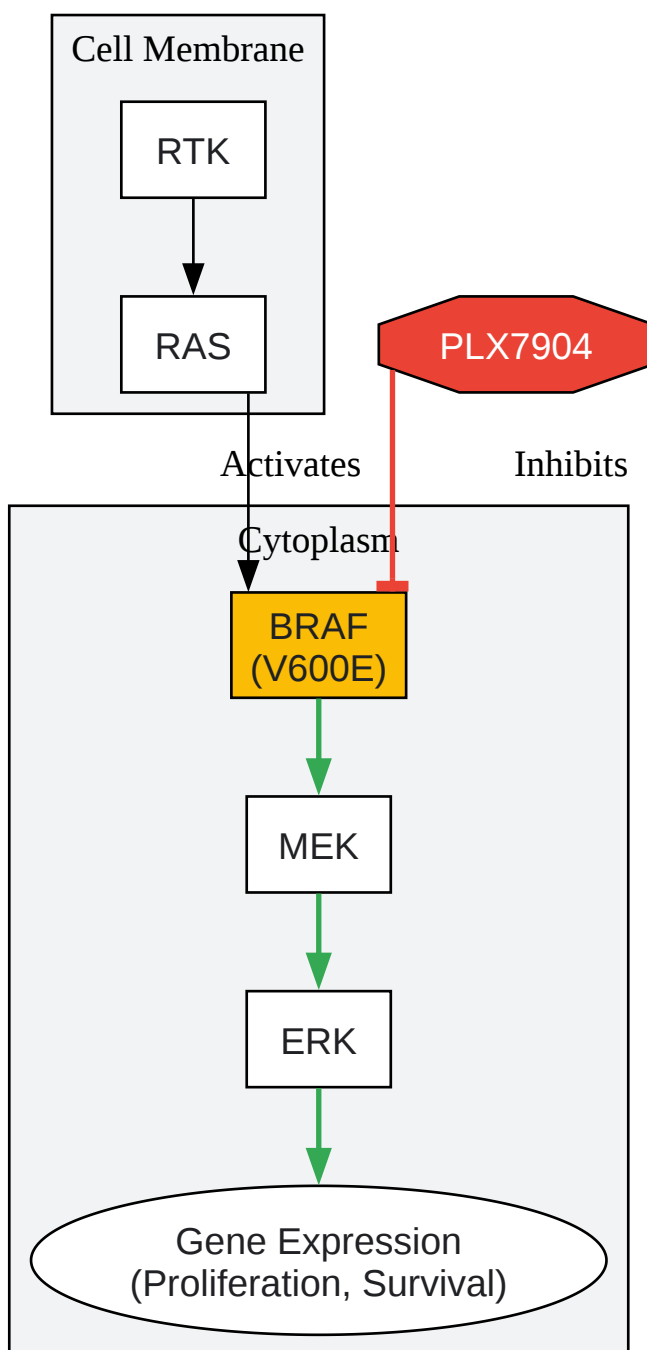 Cell Membrane
RTK
RAS
PLX7904
Activates
Inhibits
Cytoplasm
BRAF
(V600E)
MEK
ERK
Gene Expression
(Proliferation, Survival)